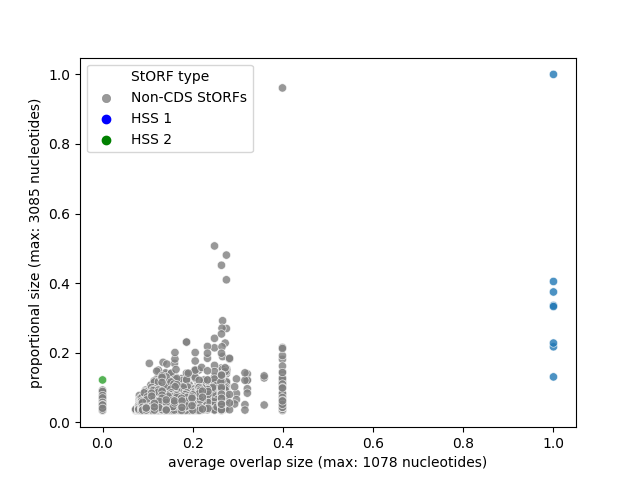 StORF type
Non-CDS StORFs
HSS 1
HSS 2
1.0
0.8
0.6
0.4
0.2
0.0
proportional size (max: 3085 nucleotides)
0.0 0.2 0.4 0.6 0.8 1.0
average overlap size (max: 1078 nucleotides)